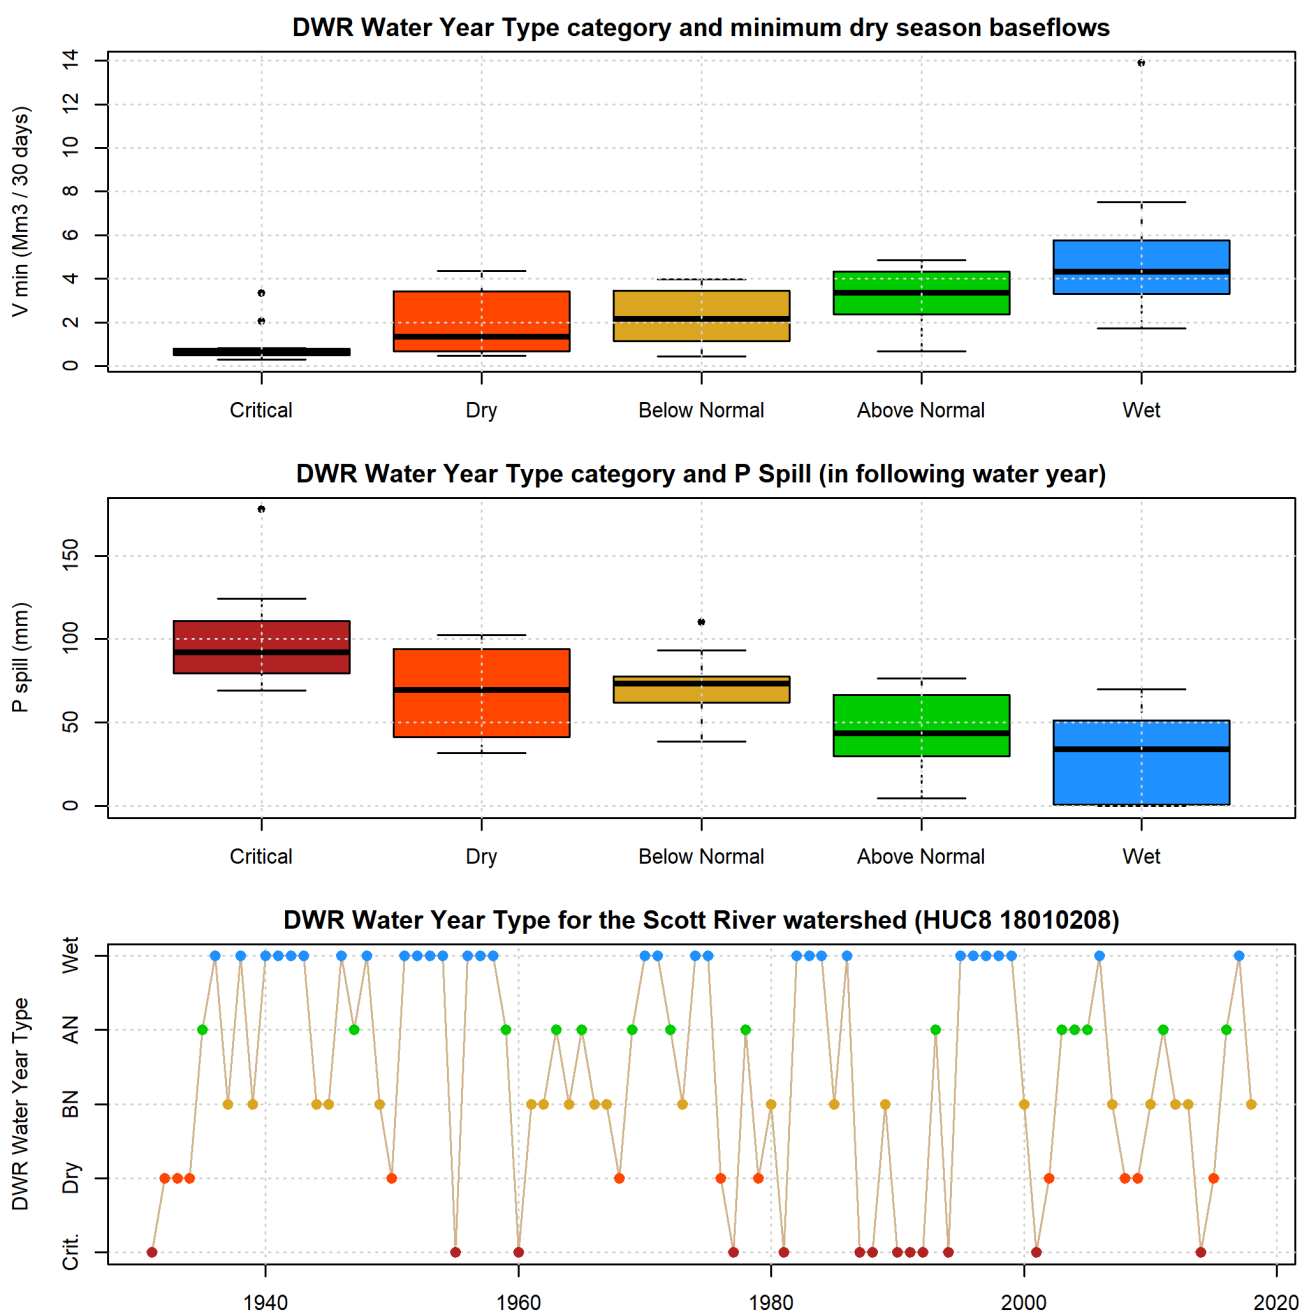 DWR Water Year Type category and minimum dry season baseflows
V min (Mm3 / 30 days)
14
12
10
8
6
4
2
0
Critical Dry Below Normal Above Normal Wet
DWR Water Year Type category and P Spill (in following water year)
P spill (mm)
150
100
50
0
Critical Dry Below Normal Above Normal Wet
DWR Water Year Type for the Scott River watershed (HUC8 18010208)
DWR Water Year Type
Wet
AN
BN
Dry
Crit.
1940 1960 1980 2000 2020